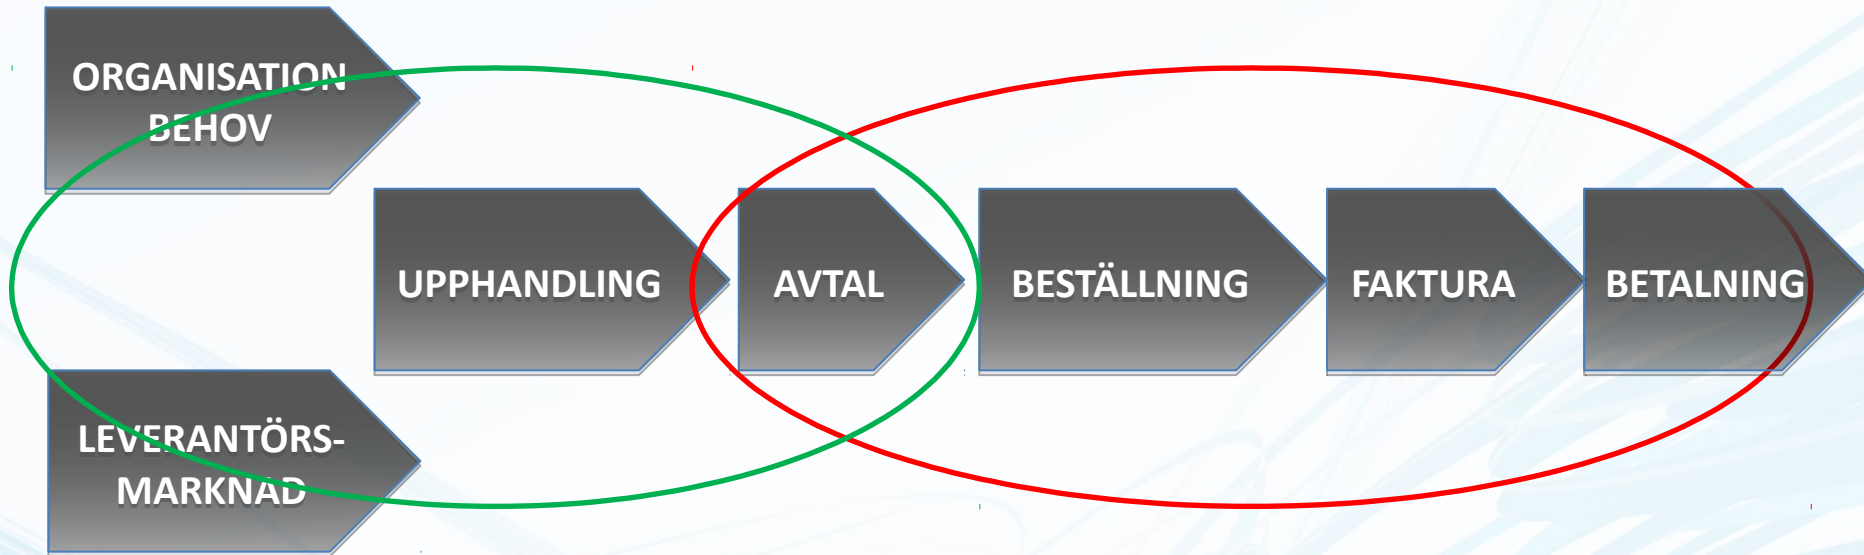 ORGANISATION
BEHOV
UPPHANDLING
AVTAL
BESTÄLLNING
FAKTURA
BETALNING
LEVERANTÖRS-
MARKNAD